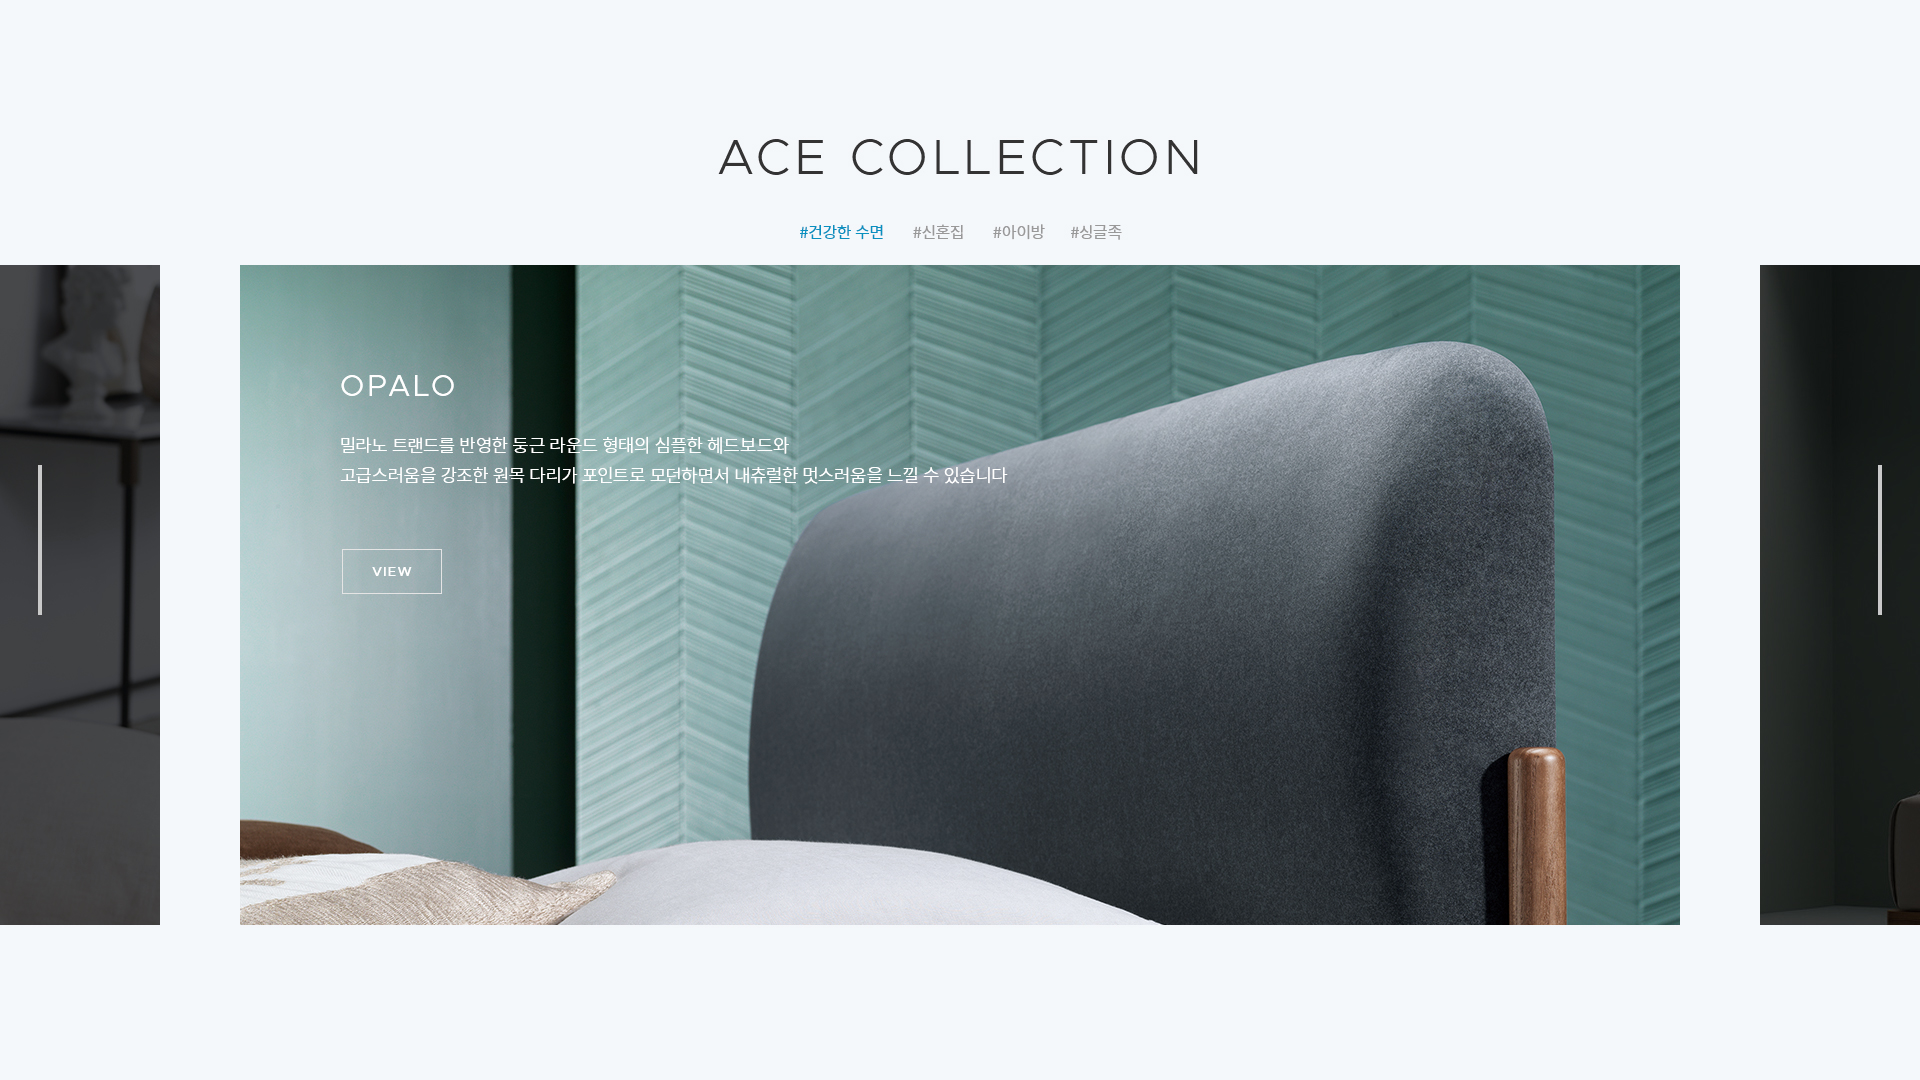 ACE COLLECTION
#건강한 수면 #신혼집 #아이방 #싱글족
OPALO
밀라노 트랜드를 반영한 둥근 라운드 형태의 심플한 헤드보드와
고급스러움을 강조한 원목 다리가 포인트로 모던하면서 내츄럴한 멋스러움을 느낄 수 있습니다
VIEW